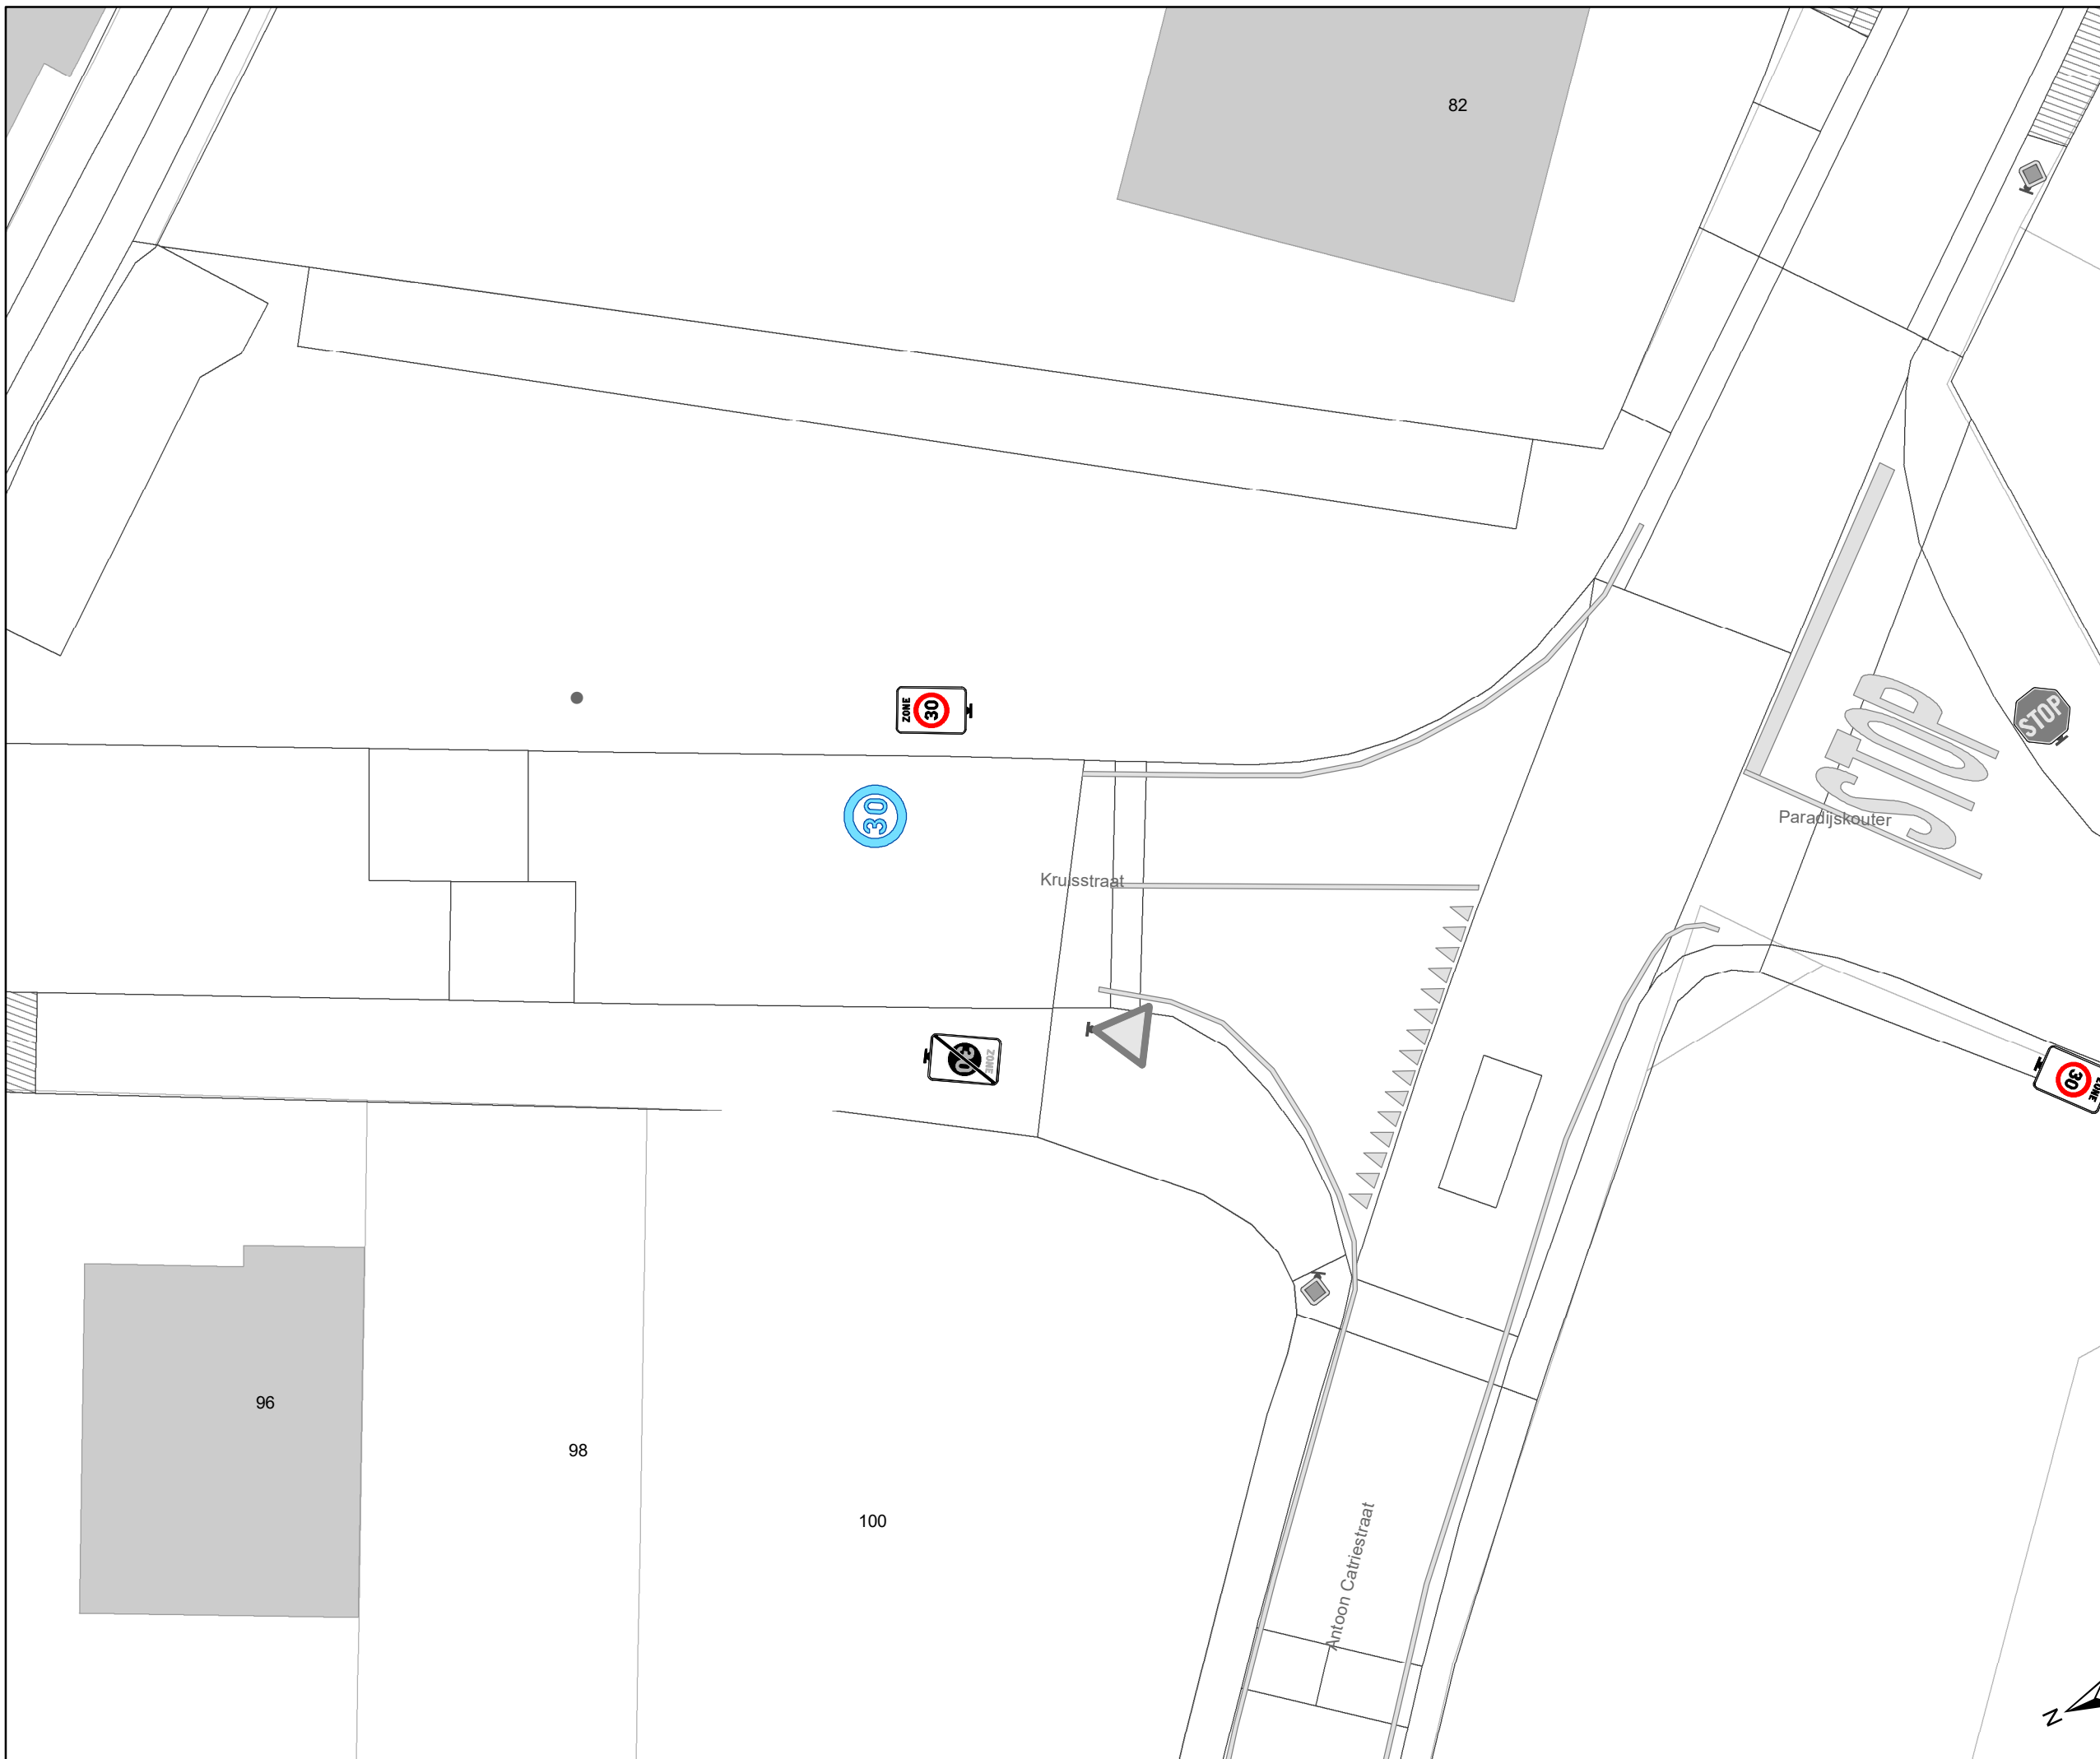 82
ZONE
30
STOP
30
STOP
Paradijskouter
Kruisstraat
30
ZONE
30
ZONE
96
98
100
Antoon Catriestraat
N